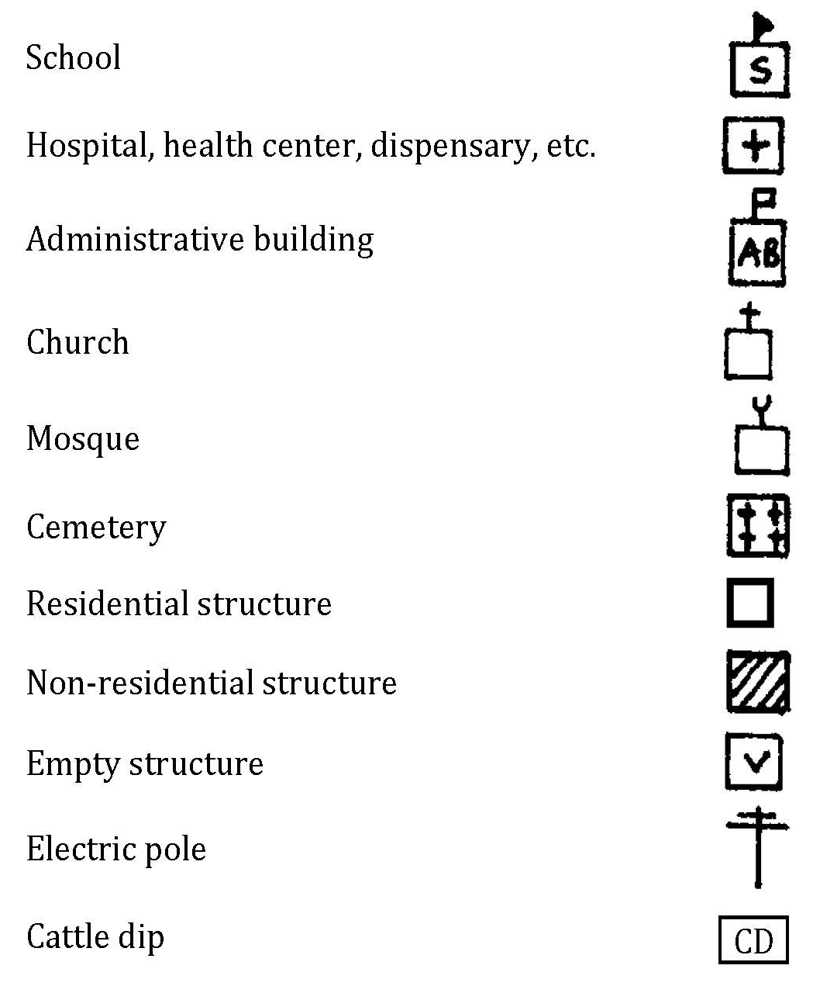 School S
Hospital, health center, dispensary, etc.
Administrative building AB
Church
Mosque
Cemetery
Residential structure
Non-residential structure
Empty structure
Electric pole
Cattle dip CD